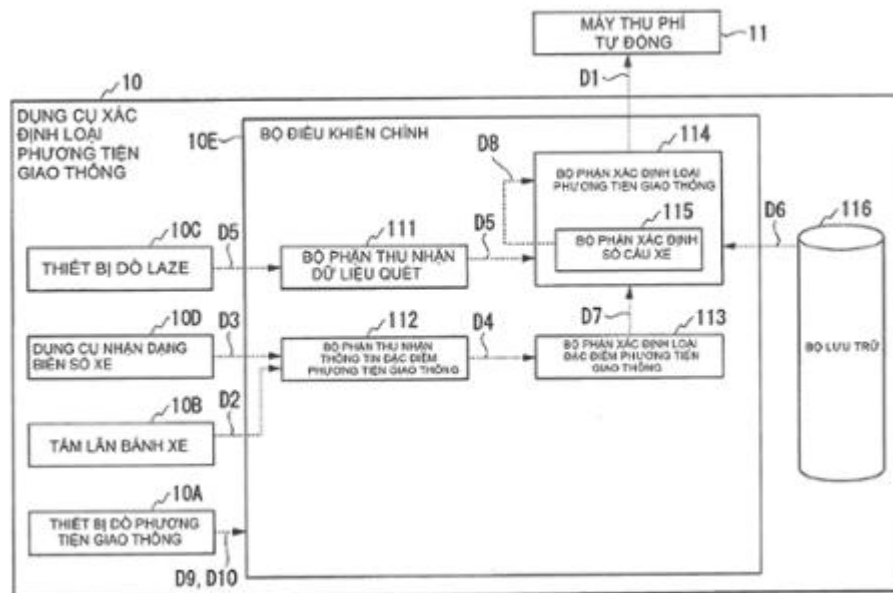 MÁY THU PHÍ
TỰ ĐỘNG
11
D1
10
DỤNG CỤ XÁC
ĐỊNH LOẠI
PHƯƠNG TIỆN
GIAO THÔNG
10E
BỘ ĐIỀU KHIỂN CHÍNH
114
D8
BỘ PHẬN XÁC ĐỊNH LOẠI
PHƯƠNG TIỆN GIAO THÔNG
115
BỘ PHẬN XÁC ĐỊNH
SỐ CẦU XE
D6
116
BỘ LƯU TRỮ
10C
D5
THIẾT BỊ DÒ LAZE
111
D5
BỘ PHẬN THU NHẬN
DỮ LIỆU QUÉT
10D
D3
DỤNG CỤ NHẬN DẠNG
BIỂN SỐ XE
112
D4
BỘ PHẬN THU NHẬN
THÔNG TIN ĐẶC ĐIỂM
PHƯƠNG TIỆN GIAO THÔNG
D7
113
BỘ PHẬN XÁC ĐỊNH LOẠI
ĐẶC ĐIỂM PHƯƠNG TIỆN
GIAO THÔNG
10B
D2
TẤM LĂN BÁNH XE
10A
THIẾT BỊ DÒ PHƯƠNG
TIỆN GIAO THÔNG
D9, D10